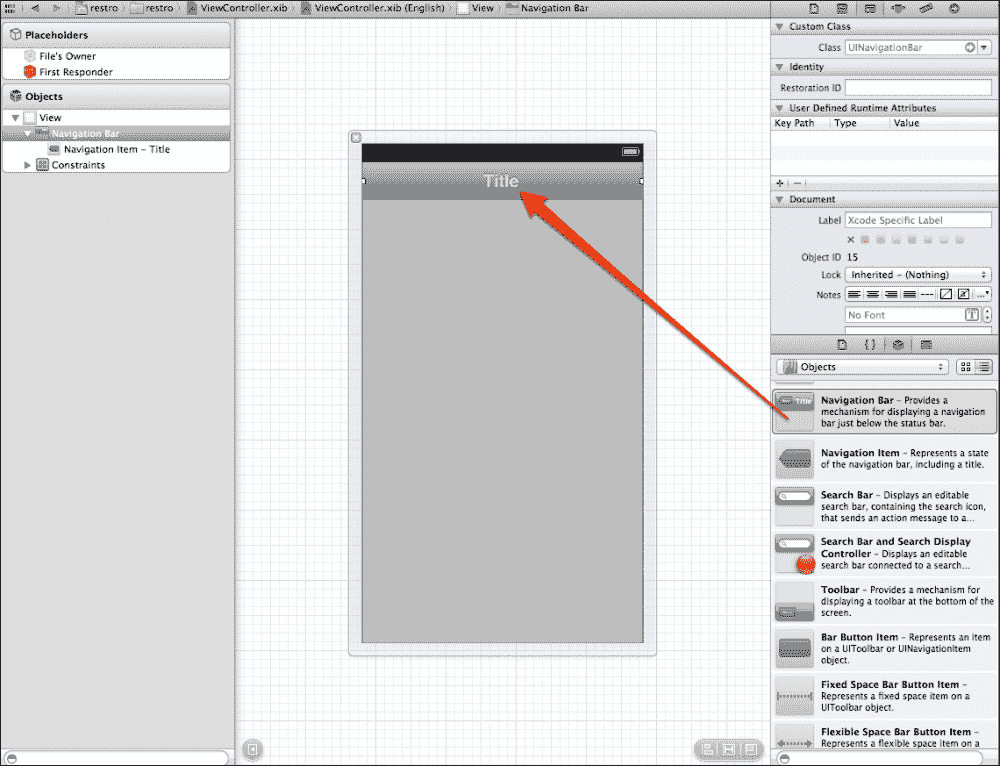 restro restro ViewController.xib ViewController.xib (English) View Navigation Bar
Placeholders
File's Owner
First Responder
Objects
View
Navigation Bar
Navigation Item – Title
Constraints
Title
Custom Class
Class UINavigationBar
Identity
Restoration ID
User Defined Runtime Attributes
Key Path Type Value
Document
Label Xcode Specific Label
Object ID 15
Lock Inherited – (Nothing)
Notes
No Font
Objects
Title
Navigation Bar – Provides a
mechanism for displaying a navigation
bar just below the status bar.
Navigation Item – Represents a state
of the navigation bar, including a title.
Search Bar – Displays an editable
search bar, containing the search icon,
that sends an action message to a...
Search Bar and Search Display
Controller – Displays an editable
search bar connected to a search...
Toolbar – Provides a mechanism for
displaying a toolbar at the bottom of the
screen.
Bar Button Item – Represents an item
on a UIToolbar or UINavigationItem
object.
Fixed Space Bar Button Item –
Represents a fixed space item on a
UIToolbar object.
Flexible Space Bar Button Item –
Represents a flexible space item on a